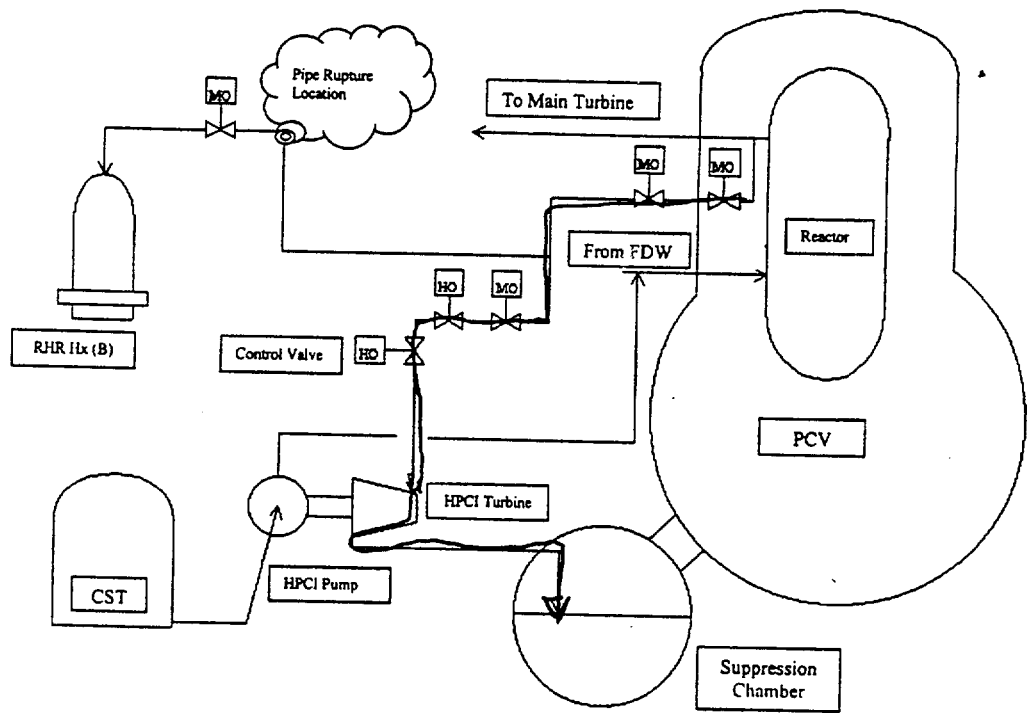 Pipe Rupture
Location
MO
To Main Turbine
MO
MO
Reactor
From FDW
HO
MO
RHR Hx (B)
Control Valve
HO
PCV
HPCI Turbine
CST
HPCI Pump
Suppression
Chamber